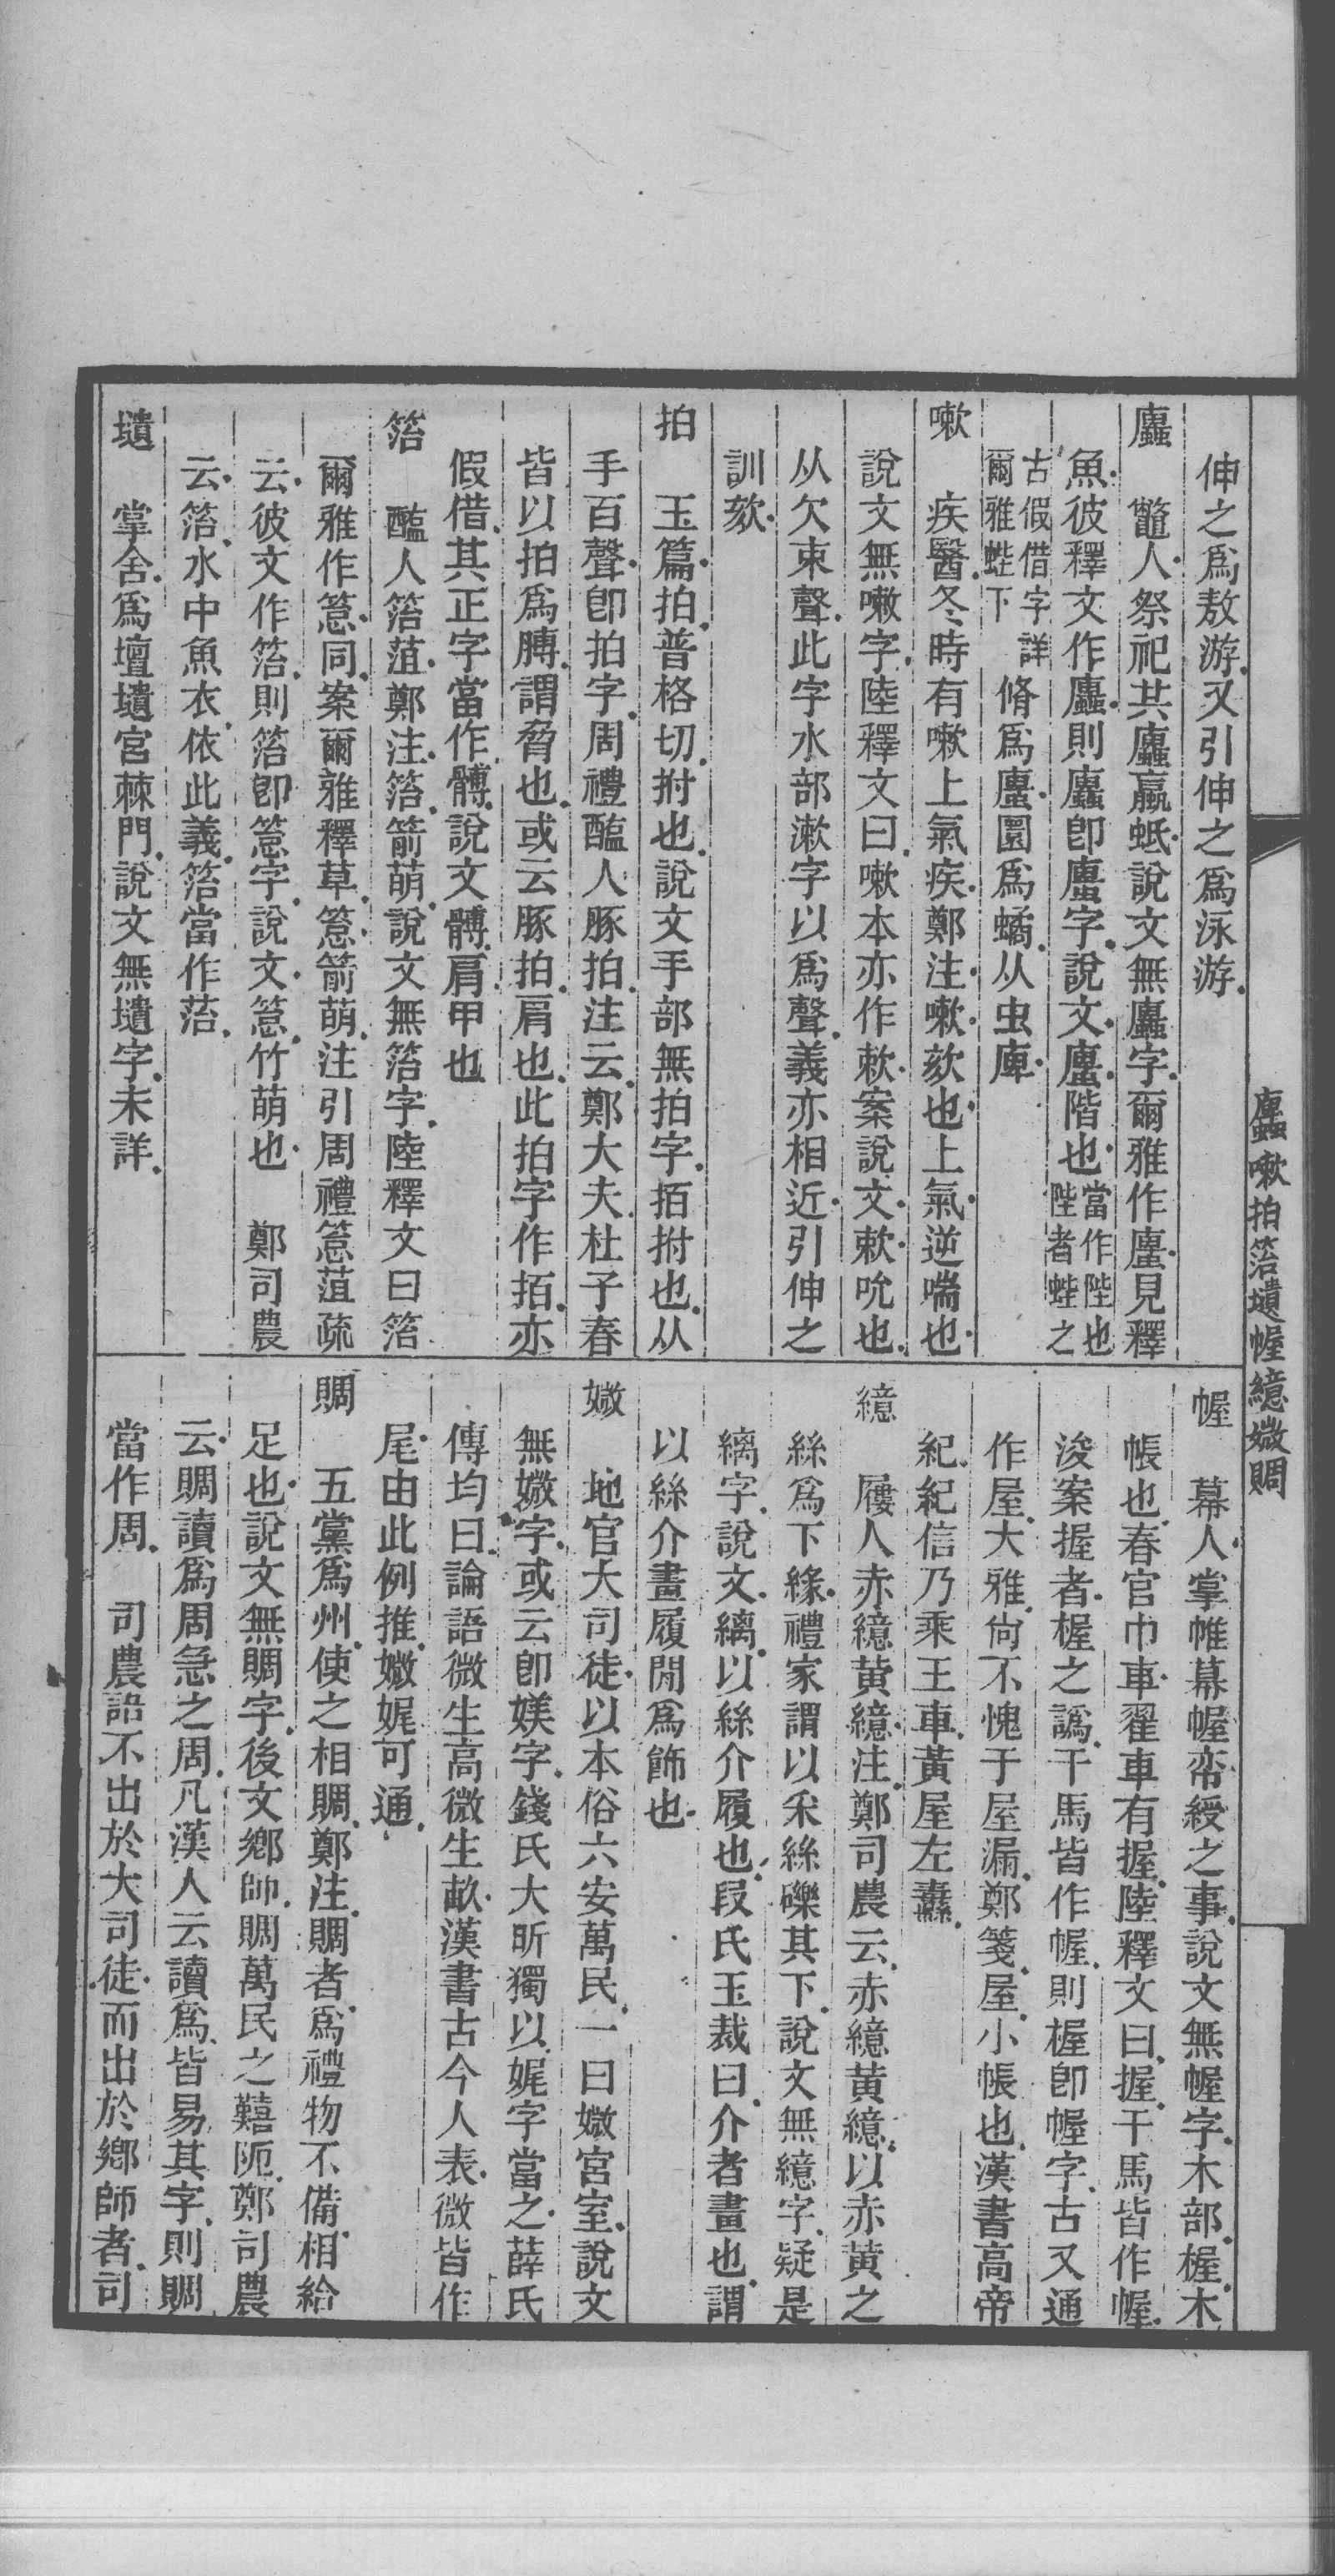 伸之爲敖游又引伸之爲泳游
蠯　鼈人祭祀共蠯蠃蚳說文無蠯字爾雅作䗯見釋
魚彼釋文作蠯則蠯卽䗯字說文䗯階也當作陛也陛者蜌之
古假借字詳爾雅蜌下　脩爲䗯圜爲蟎从虫庳
嗽　疾醫冬時有嗽上氣疾鄭注嗽欬也上氣逆喘也
說文無嗽字陸釋文曰嗽本亦作欶案說文欶吮也
从欠束聲此字水部漱字以爲聲義亦相近引伸之
訓欬
拍　玉篇拍普格切拊也說文手部無拍字㧣拊也从
手百聲卽拍字周禮醢人豚拍注云鄭大夫杜子春
皆以拍爲膊謂脅也或云豚拍肩也此拍字作㧣亦
假借其正字當作髆說文髆肩甲也
箈　醢人箈菹鄭注箈箭萌說文無箈字陸釋文曰箈
爾雅作䈚同案爾雅釋草䈚箭萌注引周禮䈚菹疏
云彼文作箈則箈卽䈚字說文䈚竹萌也　鄭司農
云箈水中魚衣依此義箈當作菭
壝　掌舍爲壇壝宮棘門說文無壝字未詳
蠯嗽拍箈壝幄繶媺賙
幄　幕人掌帷幕幄帟綬之事說文無幄字木部楃木
帳也春官巾車翟車有握陸釋文曰握干馬皆作幄
浚案握者楃之譌干馬皆作幄則楃卽幄字古又通
作屋大雅尙不愧于屋漏鄭箋屋小帳也漢書高帝
紀紀信乃乘王車黃屋左纛
繶　屨人赤繶黃繶注鄭司農云赤繶黃繶以赤黃之
絲爲下緣禮家謂以采絲礫其下說文無繶字疑是
縭字說文縭以絲介履也段氏玉裁曰介者畫也謂
以絲介畫履閒爲飾也
媺　地官大司徒以本俗六安萬民一曰媺宮室說文
無媺字或云卽媄字錢氏大昕獨以娓字當之薛氏
傳均曰論語微生高微生畝漢書古今人表微皆作
尾由此例推媺娓可通
賙　五黨爲州使之相賙鄭注賙者爲禮物不備相給
足也說文無賙字後文鄕師賙萬民之囏阨鄭司農
云賙讀爲周急之周凡漢人云讀爲皆易其字則賙
當作周　司農語不出於大司徒而出於鄕師者司